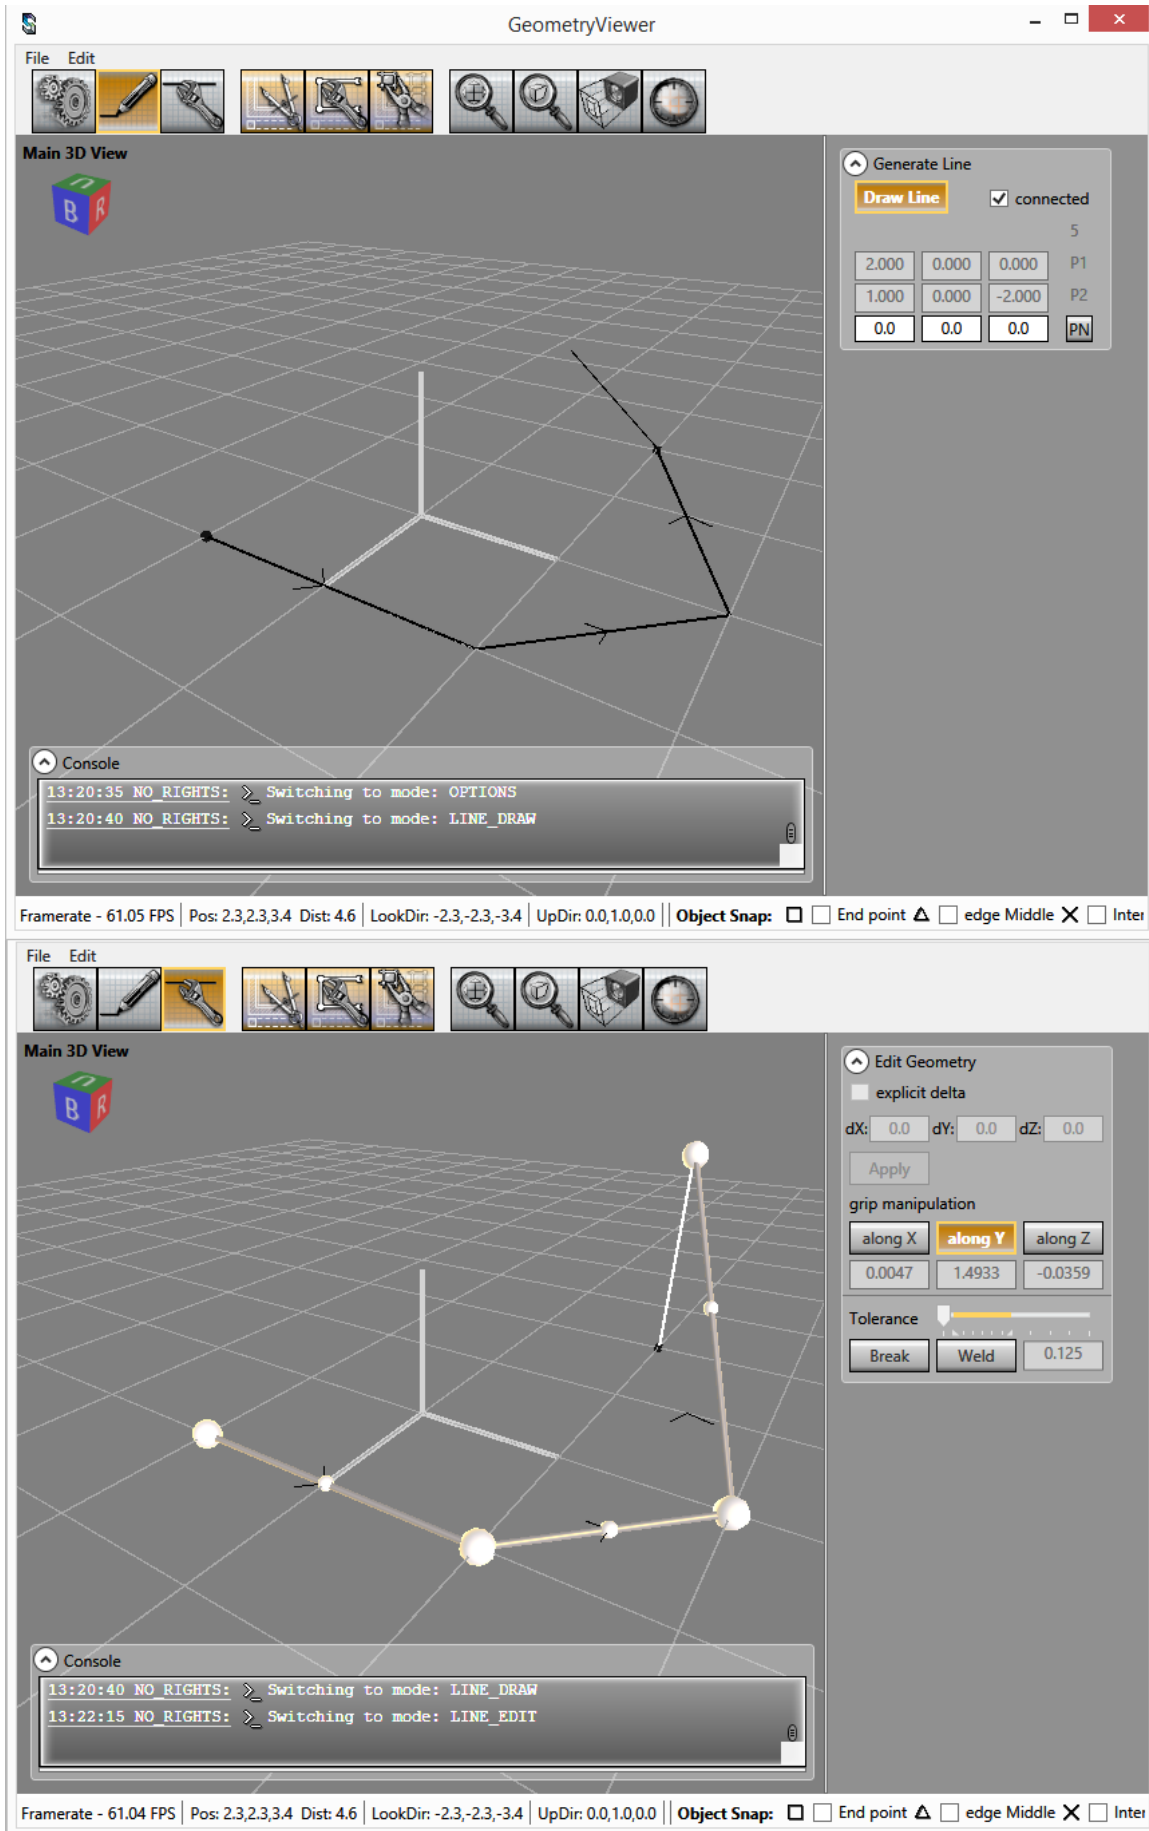 GeometryViewer
File Edit
Main 3D View
B R
Generate Line
Draw Line connected
5
2.000 0.000 0.000 P1
1.000 0.000 -2.000 P2
0.0 0.0 0.0 PN
Console
13:20:35 NO_RIGHTS: >_ Switching to mode: OPTIONS
13:20:40 NO_RIGHTS: >_ Switching to mode: LINE_DRAW
Framerate - 61.05 FPS Pos: 2.3,2.3,3.4 Dist: 4.6 LookDir: -2.3,-2.3,-3.4 UpDir: 0.0,1.0,0.0 Object Snap: End point edge Middle Inter
File Edit
Main 3D View
B R
Edit Geometry
explicit delta
dX: 0.0 dY: 0.0 dZ: 0.0
Apply
grip manipulation
along X along Y along Z
0.0047 1.4933 -0.0359
Tolerance
Break Weld 0.125
Console
13:20:40 NO_RIGHTS: >_ Switching to mode: LINE_DRAW
13:22:15 NO_RIGHTS: >_ Switching to mode: LINE_EDIT
Framerate - 61.04 FPS Pos: 2.3,2.3,3.4 Dist: 4.6 LookDir: -2.3,-2.3,-3.4 UpDir: 0.0,1.0,0.0 Object Snap: End point edge Middle Inter